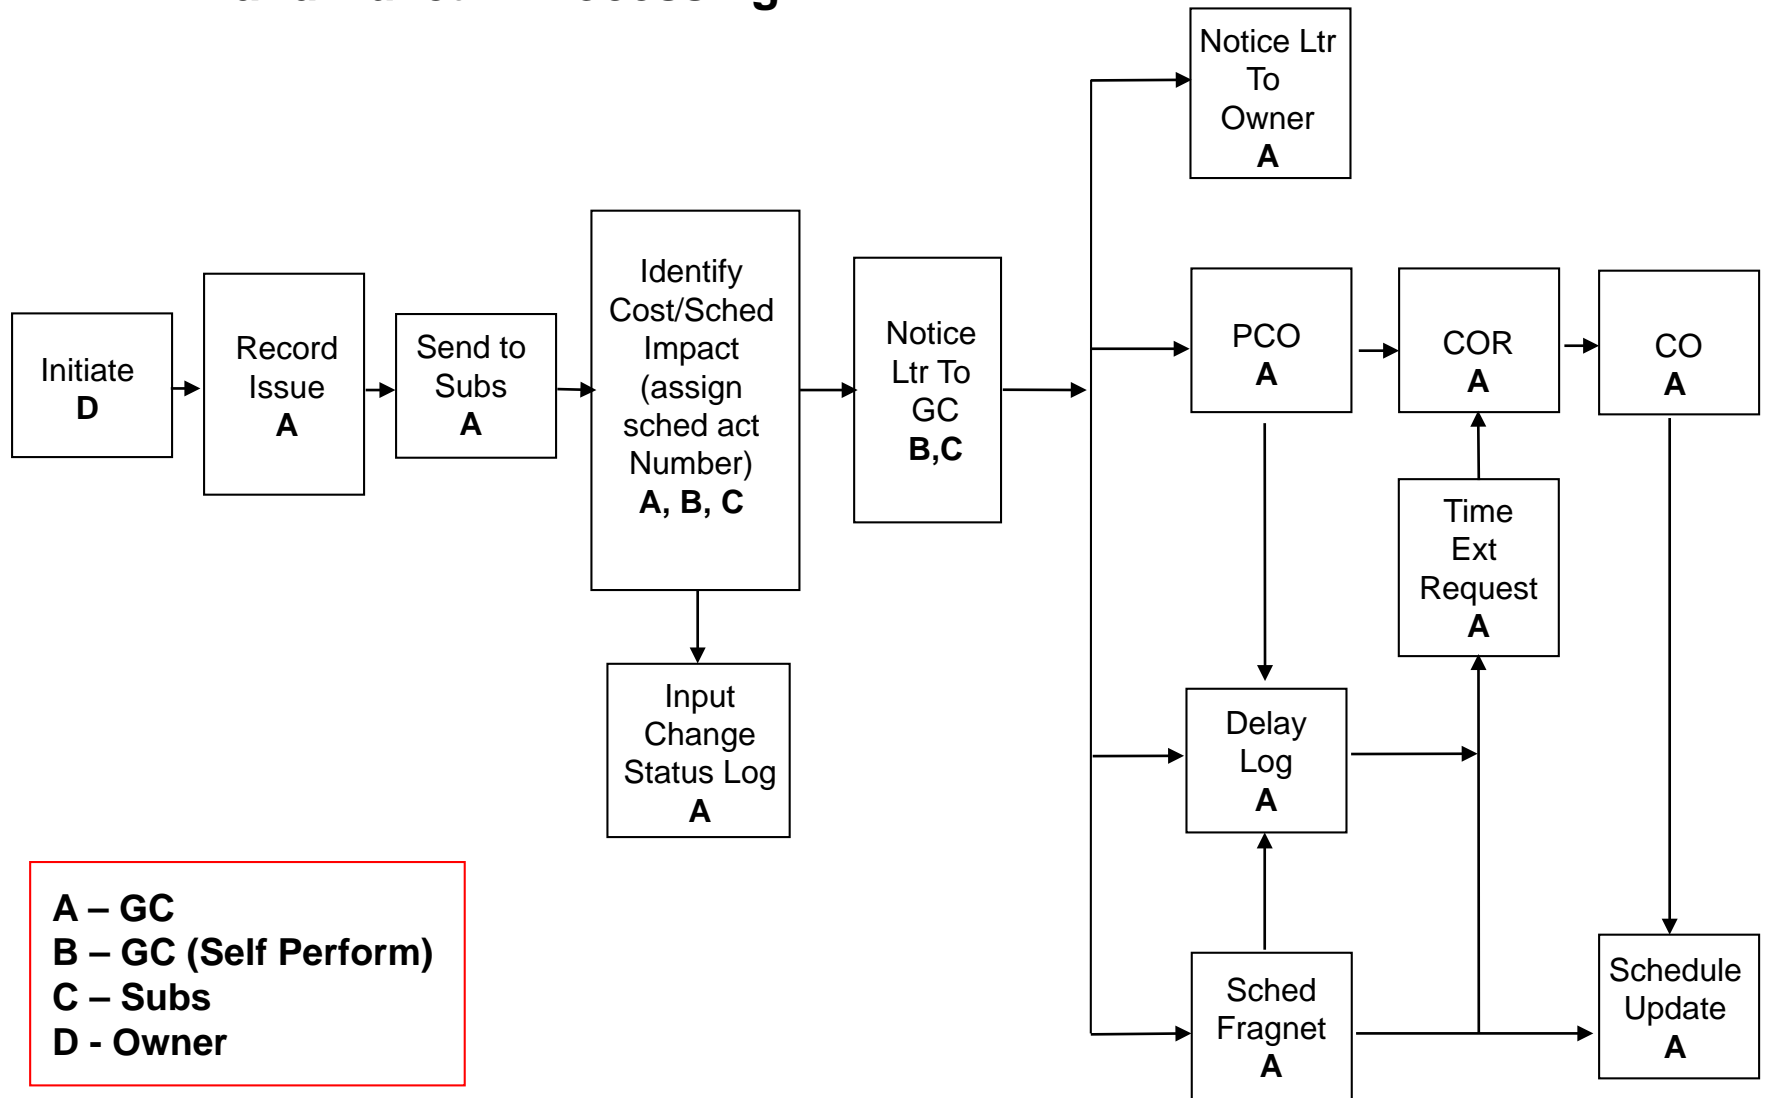 Notice Ltr
To
Owner
A
Initiate
D
Record
Issue
A
Send to
Subs
A
Identify
Cost/Sched
Impact
(assign
sched act
Number)
A, B, C
Notice
Ltr To
GC
B,C
PCO
A
COR
A
CO
A
Time
Ext
Request
A
Input
Change
Status Log
A
Delay
Log
A
Sched
Fragnet
A
Schedule
Update
A
A – GC
B – GC (Self Perform)
C – Subs
D - Owner